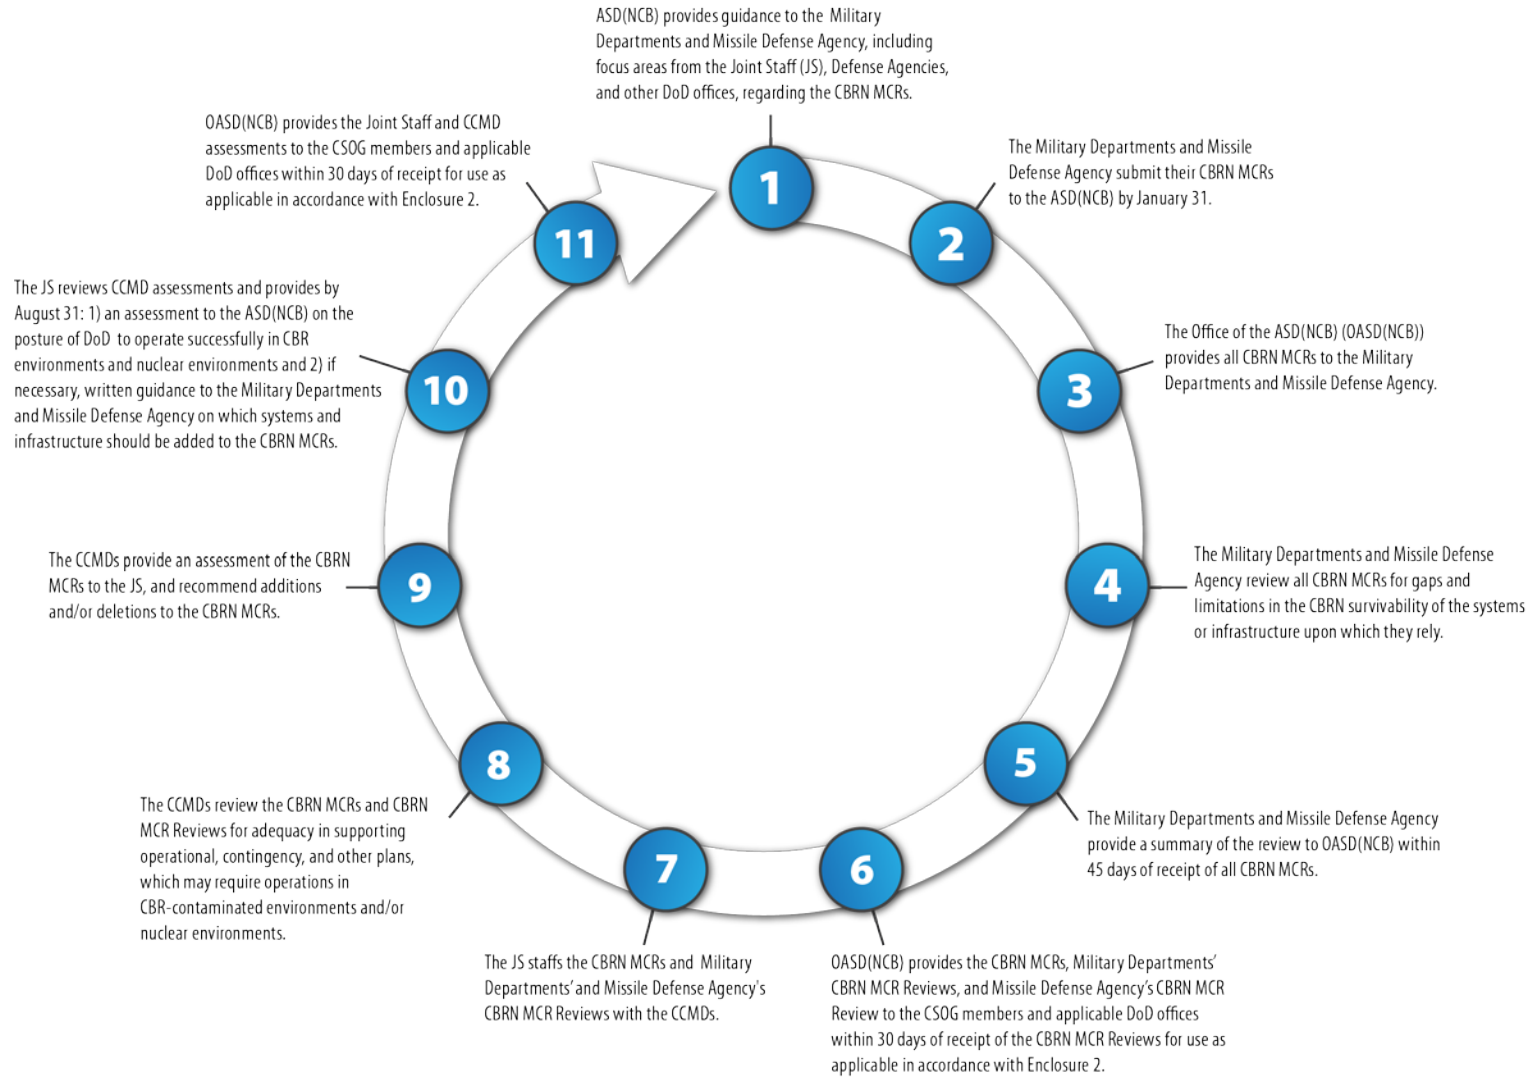 ASD(NCB) provides guidance to the Military
Departments and Missile Defense Agency, including
focus areas from the Joint Staff (JS), Defense Agencies,
and other DoD offices, regarding the CBRN MCRs.
1
The Military Departments and Missile
Defense Agency submit their CBRN MCRs
to the ASD(NCB) by January 31.
2
The Office of the ASD(NCB) (OASD(NCB))
provides all CBRN MCRs to the Military
Departments and Missile Defense Agency.
3
The Military Departments and Missile Defense
Agency review all CBRN MCRs for gaps and
limitations in the CBRN survivability of the systems
or infrastructure upon which they rely.
4
The Military Departments and Missile Defense Agency
provide a summary of the review to OASD(NCB) within
45 days of receipt of all CBRN MCRs.
5
OASD(NCB) provides the CBRN MCRs, Military Departments'
CBRN MCR Reviews, and Missile Defense Agency's CBRN MCR
Review to the CSOG members and applicable DoD offices
within 30 days of receipt of the CBRN MCR Reviews for use as
applicable in accordance with Enclosure 2.
6
The JS staffs the CBRN MCRs and Military
Departments' and Missile Defense Agency's
CBRN MCR Reviews with the CCMDs.
7
The CCMDs review the CBRN MCRs and CBRN
MCR Reviews for adequacy in supporting
operational, contingency, and other plans,
which may require operations in
CBR-contaminated environments and/or
nuclear environments.
8
The CCMDs provide an assessment of the CBRN
MCRs to the JS, and recommend additions
and/or deletions to the CBRN MCRs.
9
The JS reviews CCMD assessments and provides by
August 31: 1) an assessment to the ASD(NCB) on the
posture of DoD to operate successfully in CBR
environments and nuclear environments and 2) if
necessary, written guidance to the Military Departments
and Missile Defense Agency on which systems and
infrastructure should be added to the CBRN MCRs.
10
OASD(NCB) provides the Joint Staff and CCMD
assessments to the CSOG members and applicable
DoD offices within 30 days of receipt for use as
applicable in accordance with Enclosure 2.
11